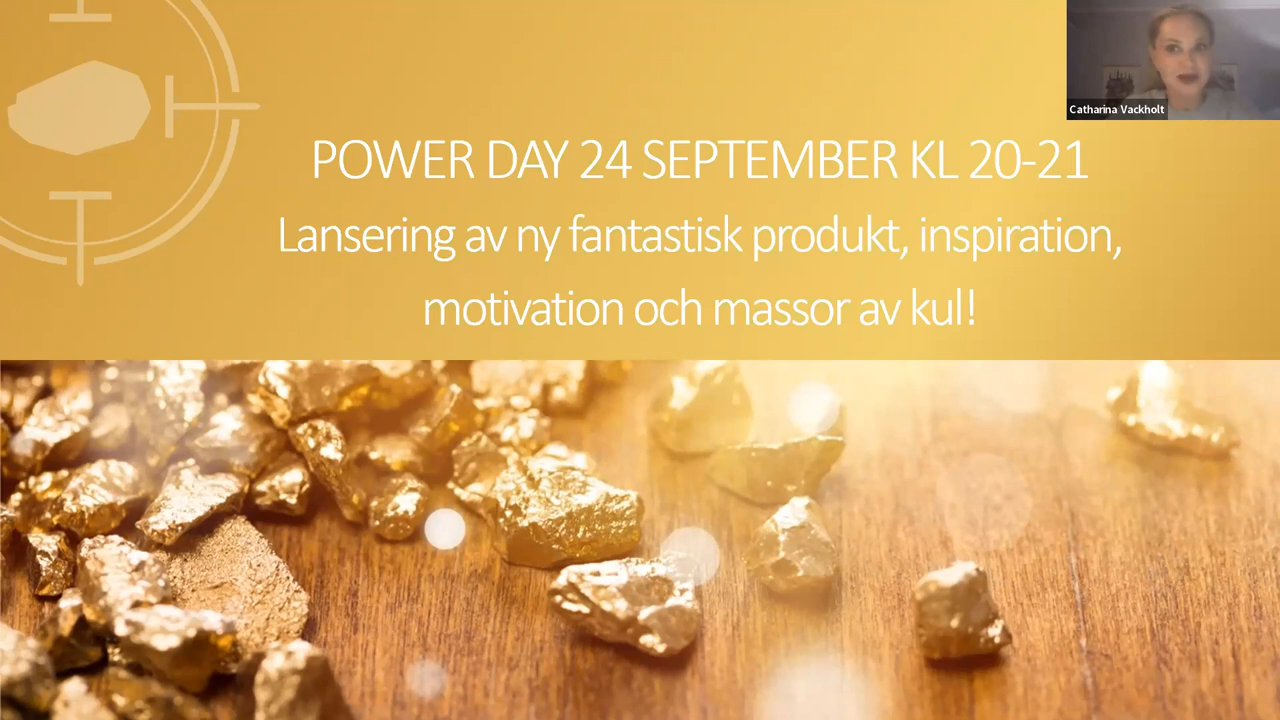 Catharina Vackholt
POWER DAY 24 SEPTEMBER KL 20-21
Lansering av ny fantastisk produkt, inspiration,
motivation och massor av kul!